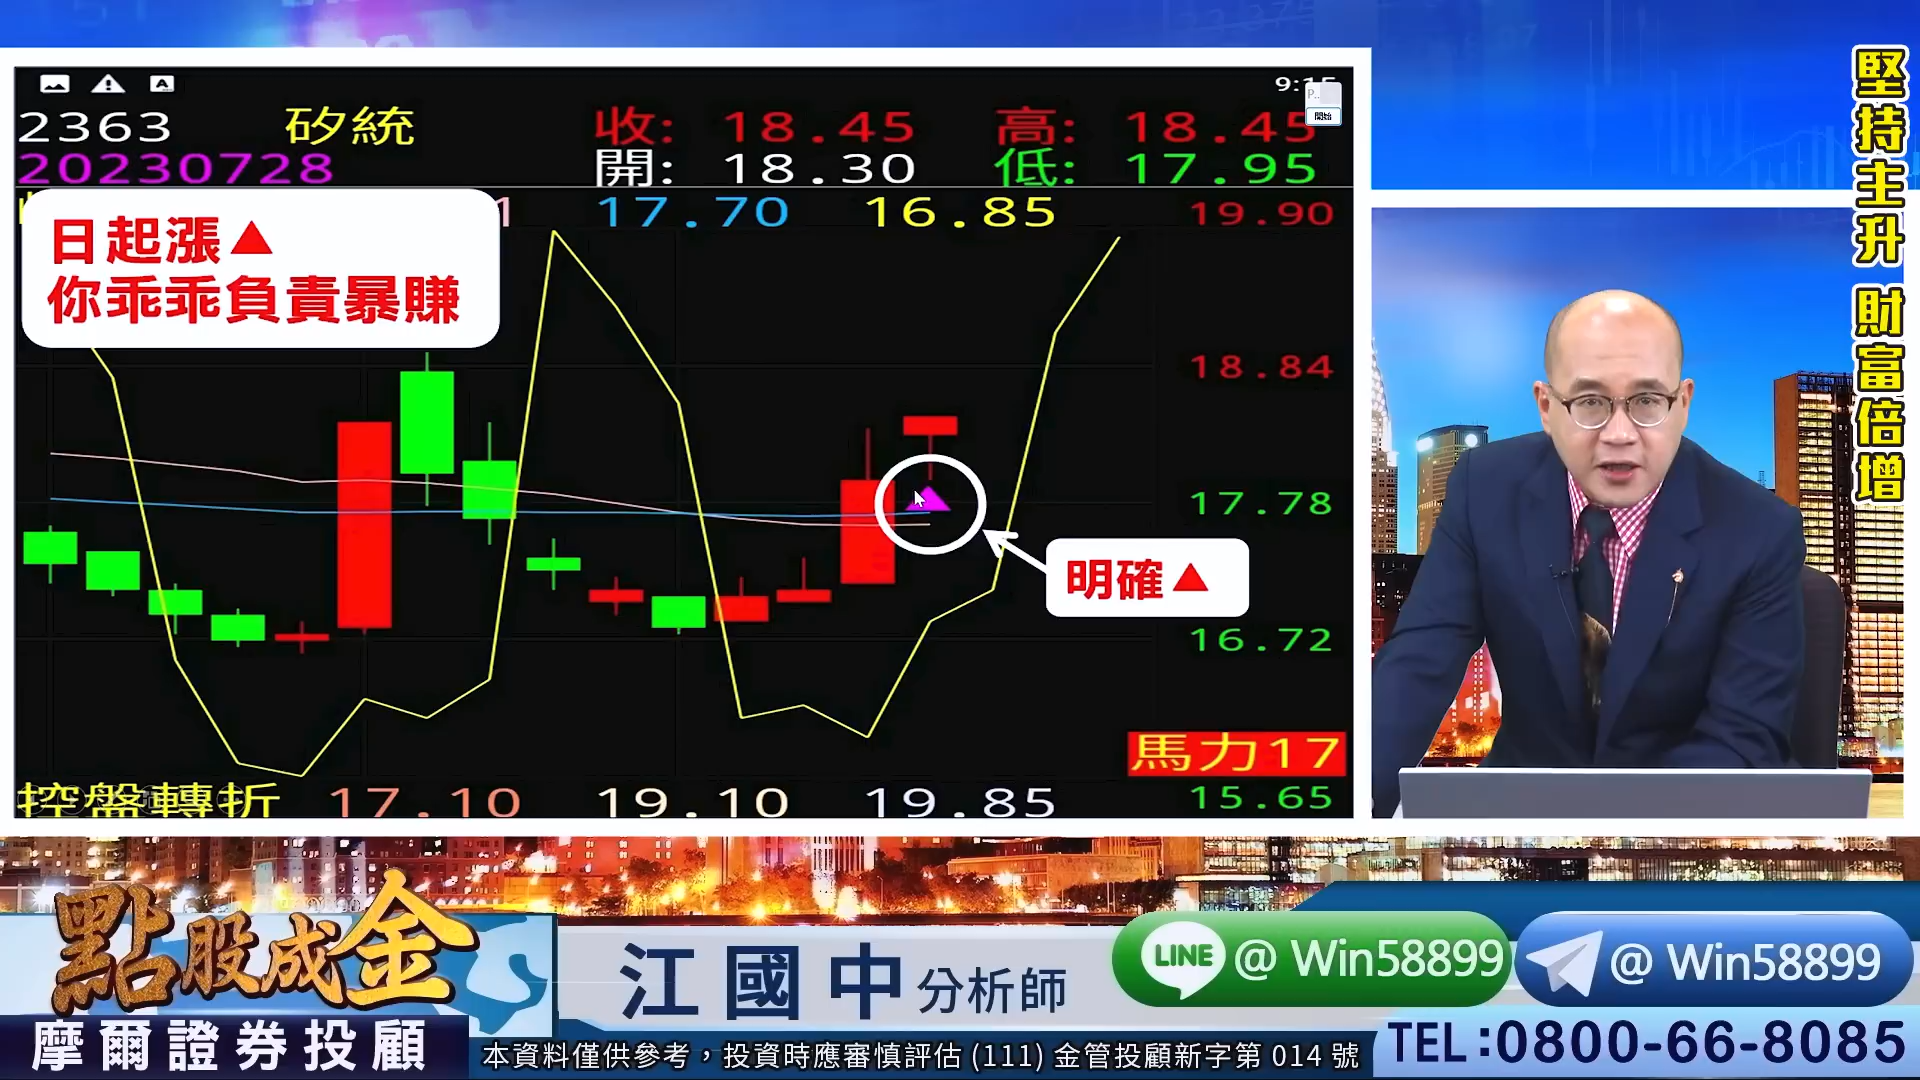 9:15
P..
開始
2363 矽統 收: 18.45 高: 18.45
20230728 開: 18.30 低: 17.95
1 17.70 16.85 19.90
日起漲▲
你乖乖負責暴賺
18.84
17.78
明確▲
16.72
馬力17
控盤轉折 17.10 19.10 19.85 15.65
堅持主升 財富倍增
點股成金
摩爾證券投顧
江國中 分析師
LINE @ Win58899
@ Win58899
TEL:0800-66-8085
本資料僅供參考,投資時應審慎評估 (111) 金管投顧新字第 014 號